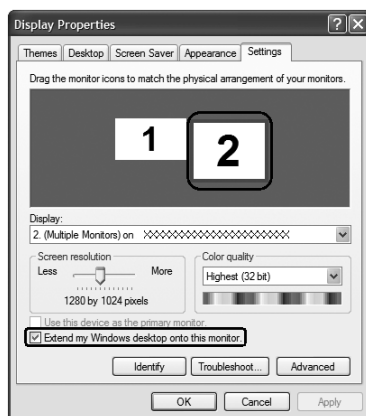 Display Properties
Themes Desktop Screen Saver Appearance Settings
Drag the monitor icons to match the physical arrangement of your monitors.
1 2
Display:
2. (Multiple Monitors) on XXXXXXXXXXXXXXXXXXXXXX
Screen resolution
Less More
1280 by 1024 pixels
Color quality
Highest (32 bit)
Use this device as the primary monitor.
Extend my Windows desktop onto this monitor.
Identify Troubleshoot... Advanced
OK Cancel Apply